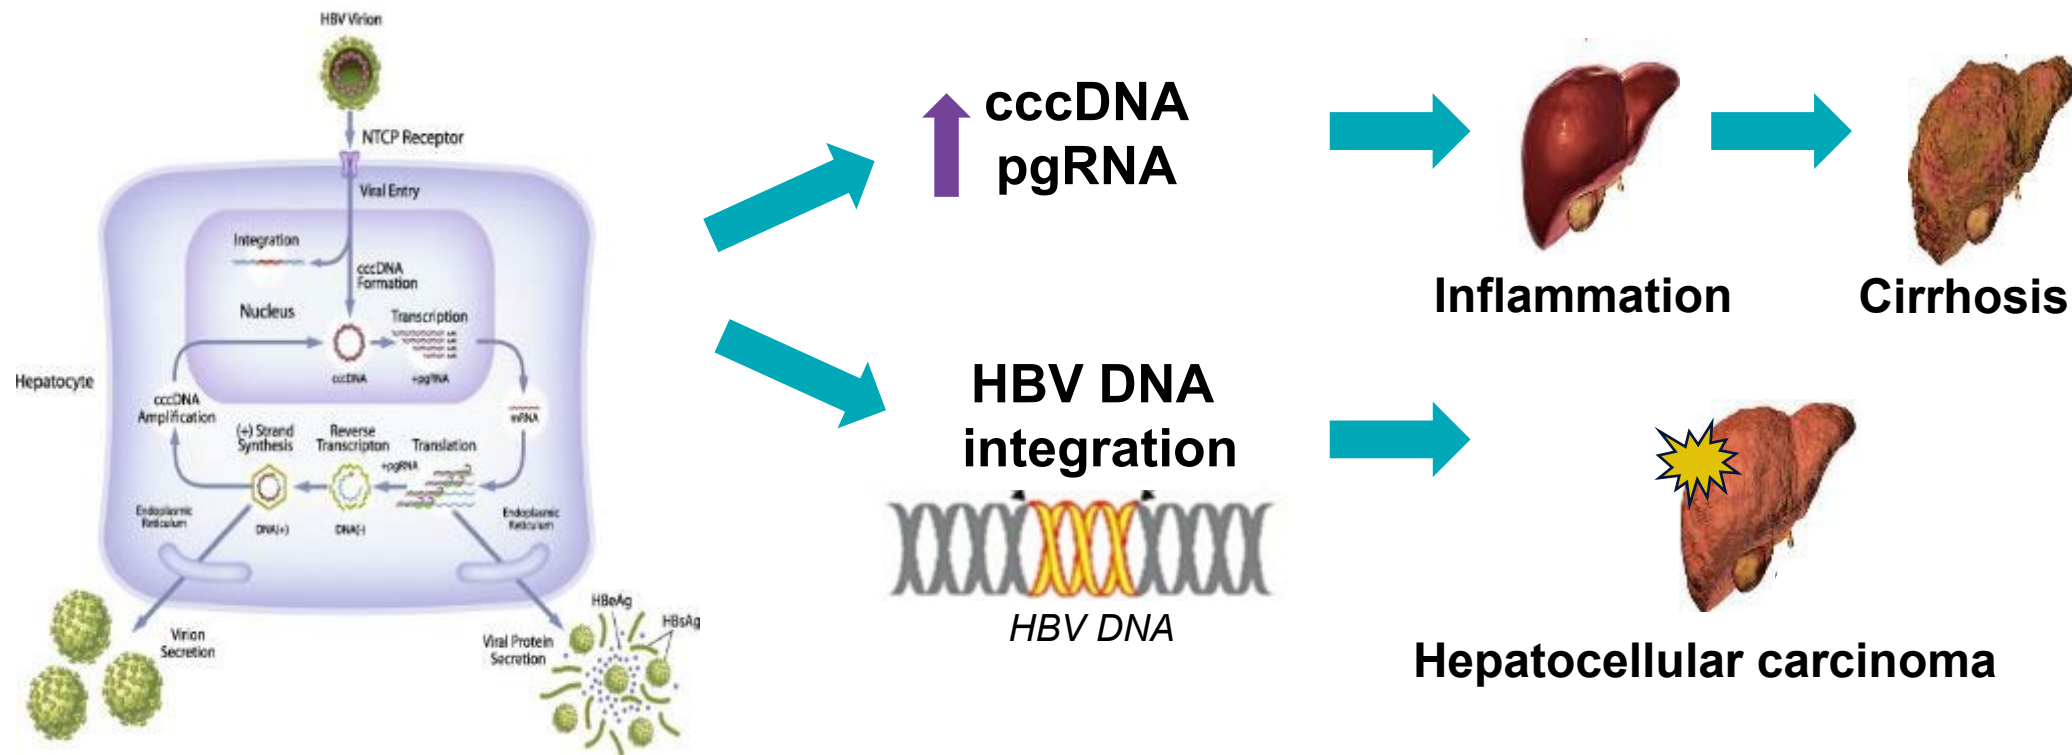 HBV Virion
NTCP Receptor
Viral Entry
Integration
cccDNA
Formation
Nucleus
Transcription
cccDNA
+pgRNA
Hepatocyte
cccDNA
Amplification
mRNA
(+) Strand
Synthesis
Reverse
Transcripton
+pgRNA
Translation
Endoplasmic
Reticulum
DNA(+)
DNA(-)
Endoplasmic
Reticulum
Virion
Secretion
Viral Protein
Secretion
HBeAg
HBsAg
cccDNA
pgRNA
Inflammation
Cirrhosis
HBV DNA
integration
HBV DNA
Hepatocellular carcinoma